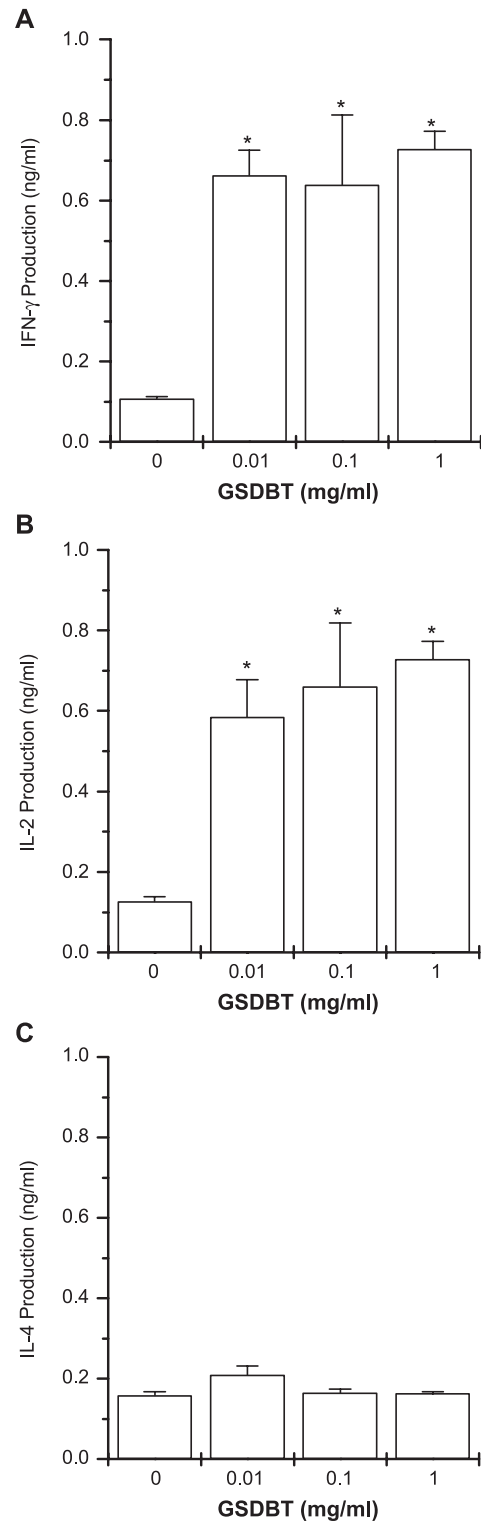 A
IFN-γ Production (ng/ml)
1.0
0.8
0.6
0.4
0.2
0.0
* * *
0 0.01 0.1 1
GSDBT (mg/ml)
B
IL-2 Production (ng/ml)
1.0
0.8
0.6
0.4
0.2
0.0
* * *
0 0.01 0.1 1
GSDBT (mg/ml)
C
IL-4 Production (ng/ml)
1.0
0.8
0.6
0.4
0.2
0.0
0 0.01 0.1 1
GSDBT (mg/ml)